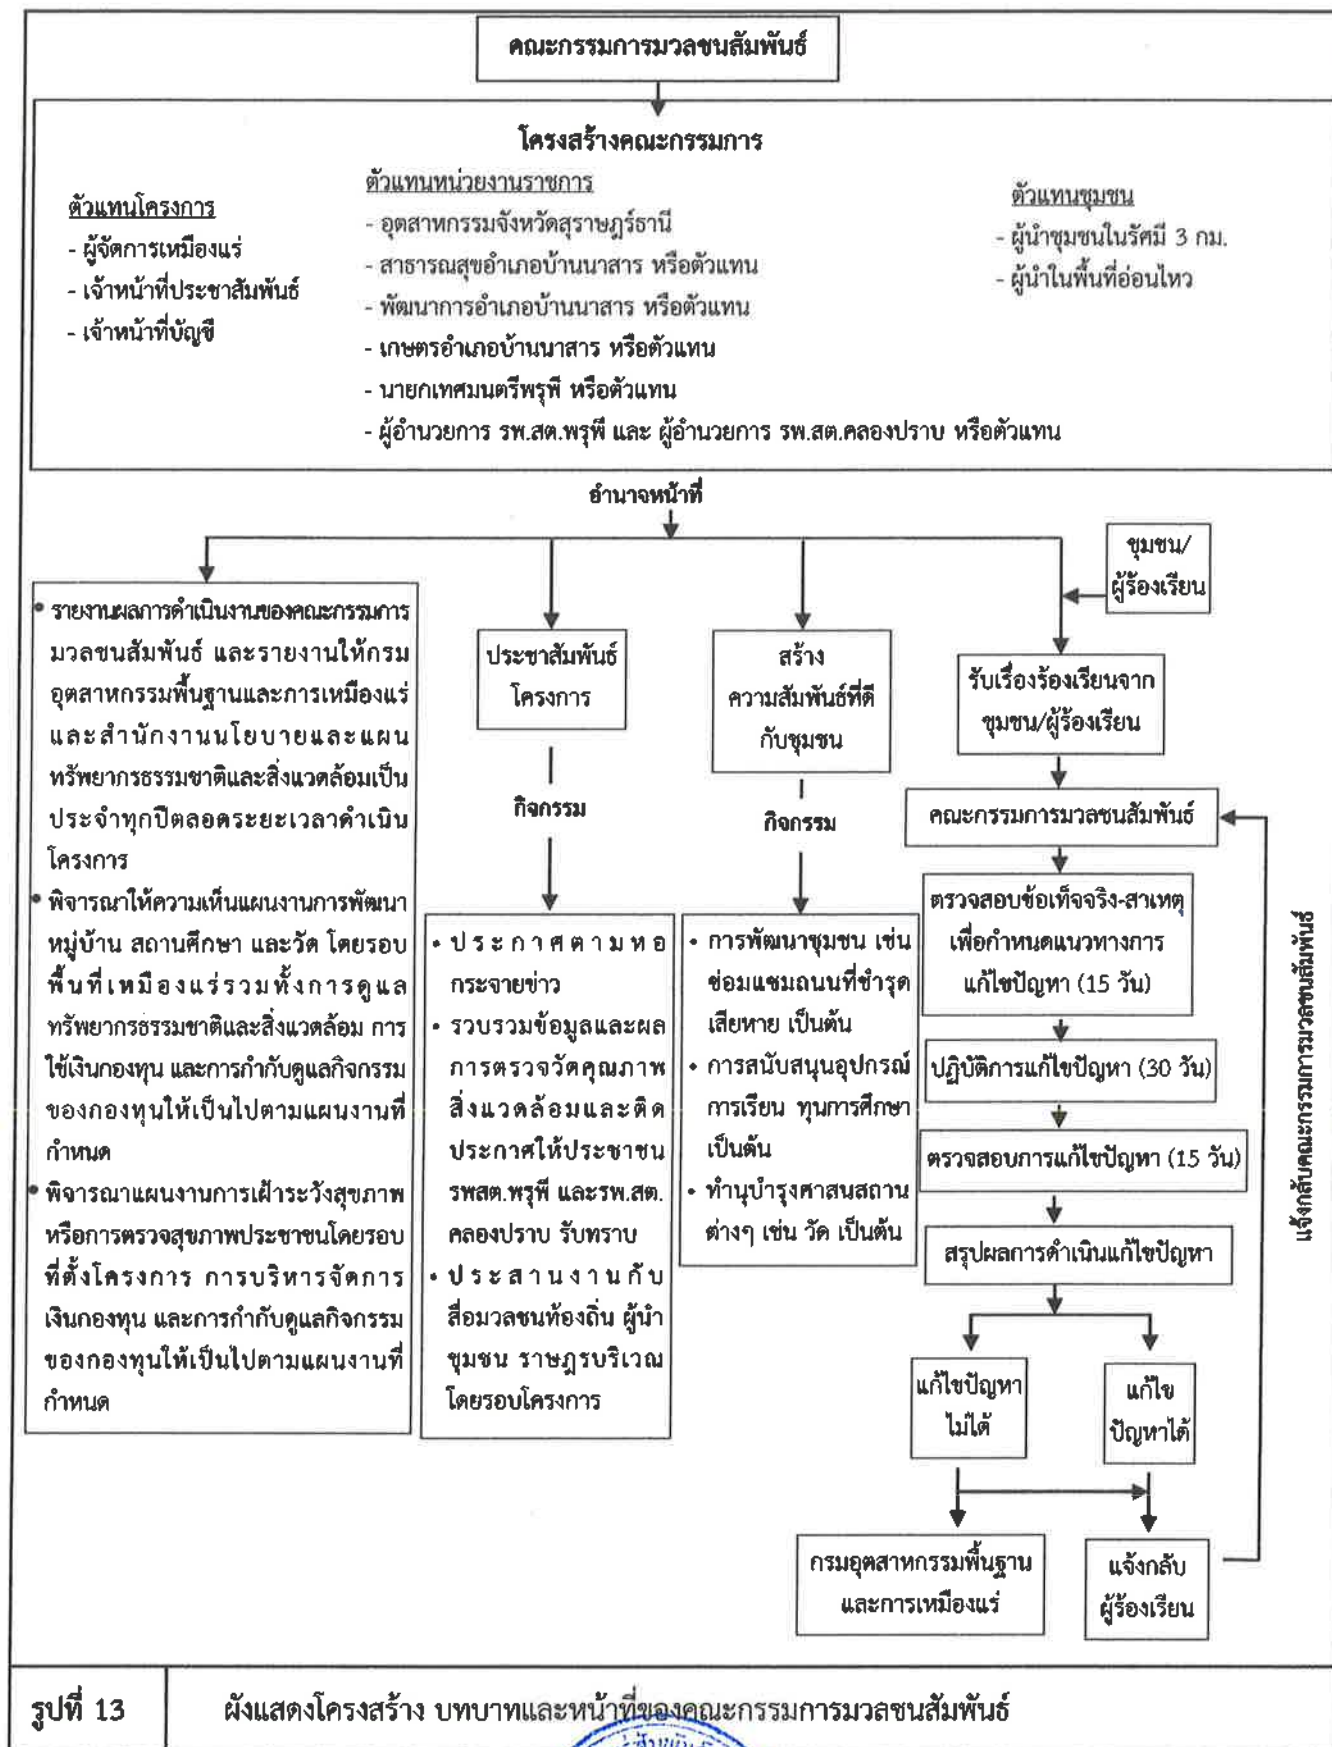 คณะกรรมการมวลชนสัมพันธ์
โครงสร้างคณะกรรมการ
ตัวแทนโครงการ
- ผู้จัดการเหมืองแร่
- เจ้าหน้าที่ประชาสัมพันธ์
- เจ้าหน้าที่บัญชี
ตัวแทนหน่วยงานราชการ
- อุตสาหกรรมจังหวัดสุราษฎร์ธานี
- สาธารณสุขอำเภอบ้านนาสาร หรือตัวแทน
- พัฒนาการอำเภอบ้านนาสาร หรือตัวแทน
- เกษตรอำเภอบ้านนาสาร หรือตัวแทน
- นายกเทศมนตรีพรุพี หรือตัวแทน
- ผู้อำนวยการ รพ.สต.พรุพี และ ผู้อำนวยการ รพ.สต.คลองปราบ หรือตัวแทน
ตัวแทนชุมชน
- ผู้นำชุมชนในรัศมี 3 กม.
- ผู้นำในพื้นที่อ่อนไหว
อำนาจหน้าที่
• รายงานผลการดำเนินงานของคณะกรรมการ
มวลชนสัมพันธ์ และรายงานให้กรม
อุตสาหกรรมพื้นฐานและการเหมืองแร่
และสำนักงานนโยบายและแผน
ทรัพยากรธรรมชาติและสิ่งแวดล้อมเป็น
ประจำทุกปีตลอดระยะเวลาดำเนิน
โครงการ
• พิจารณาให้ความเห็นแผนงานการพัฒนา
หมู่บ้าน สถานศึกษา และวัด โดยรอบ
พื้นที่เหมืองแร่รวมทั้งการดูแล
ทรัพยากรธรรมชาติและสิ่งแวดล้อม การ
ใช้เงินกองทุน และการกำกับดูแลกิจกรรม
ของกองทุนให้เป็นไปตามแผนงานที่
กำหนด
• พิจารณาแผนงานการเฝ้าระวังสุขภาพ
หรือการตรวจสุขภาพประชาชนโดยรอบ
ที่ตั้งโครงการ การบริหารจัดการ
เงินกองทุน และการกำกับดูแลกิจกรรม
ของกองทุนให้เป็นไปตามแผนงานที่
กำหนด
ประชาสัมพันธ์
โครงการ
กิจกรรม
• ประกาศตามหอ
กระจายข่าว
• รวบรวมข้อมูลและผล
การตรวจวัดคุณภาพ
สิ่งแวดล้อมและติด
ประกาศให้ประชาชน
รพสต.พรุพี และรพ.สต.
คลองปราบ รับทราบ
• ประสานงานกับ
สื่อมวลชนท้องถิ่น ผู้นำ
ชุมชน ราษฎรบริเวณ
โดยรอบโครงการ
สร้าง
ความสัมพันธ์ที่ดี
กับชุมชน
กิจกรรม
• การพัฒนาชุมชน เช่น
ซ่อมแซมถนนที่ชำรุด
เสียหาย เป็นต้น
• การสนับสนุนอุปกรณ์
การเรียน ทุนการศึกษา
เป็นต้น
• ทำนุบำรุงศาสนสถาน
ต่างๆ เช่น วัด เป็นต้น
ชุมชน/
ผู้ร้องเรียน
รับเรื่องร้องเรียนจาก
ชุมชน/ผู้ร้องเรียน
คณะกรรมการมวลชนสัมพันธ์
ตรวจสอบข้อเท็จจริง-สาเหตุ
เพื่อกำหนดแนวทางการ
แก้ไขปัญหา (15 วัน)
ปฏิบัติการแก้ไขปัญหา (30 วัน)
ตรวจสอบการแก้ไขปัญหา (15 วัน)
สรุปผลการดำเนินแก้ไขปัญหา
แก้ไขปัญหา
ไม่ได้
แก้ไข
ปัญหาได้
กรมอุตสาหกรรมพื้นฐาน
และการเหมืองแร่
แจ้งกลับ
ผู้ร้องเรียน
แจ้งกลับคณะกรรมการมวลชนสัมพันธ์
รูปที่ 13
ผังแสดงโครงสร้าง บทบาทและหน้าที่ของคณะกรรมการมวลชนสัมพันธ์